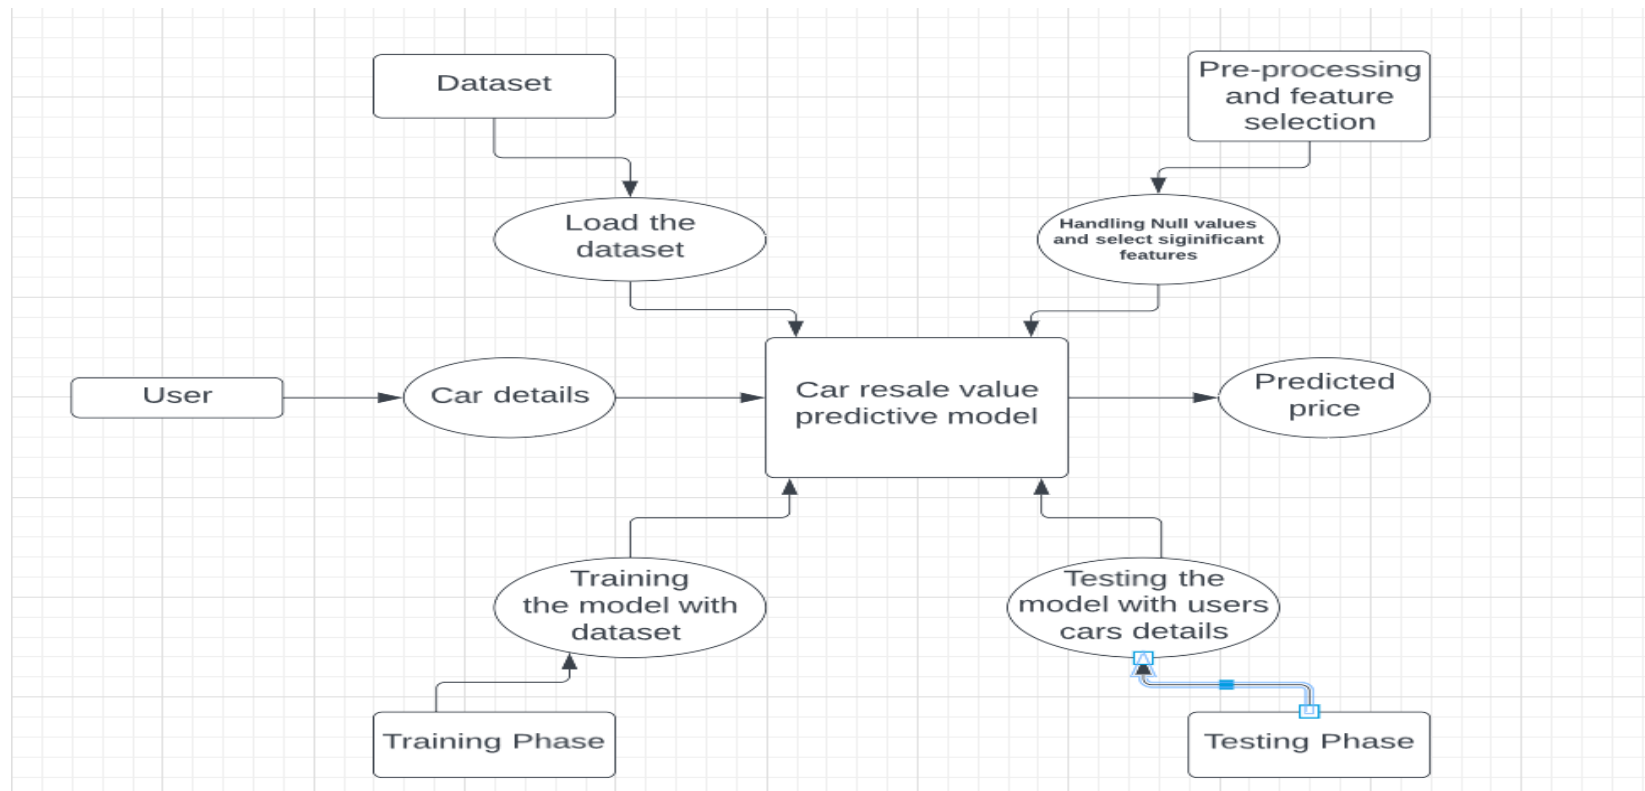 Dataset
Pre-processing
and feature
selection
Load the
dataset
Handling Null values
and select siginificant
features
User
Car details
Car resale value
predictive model
Predicted
price
Training
the model with
dataset
Testing the
model with users
cars details
Training Phase
Testing Phase